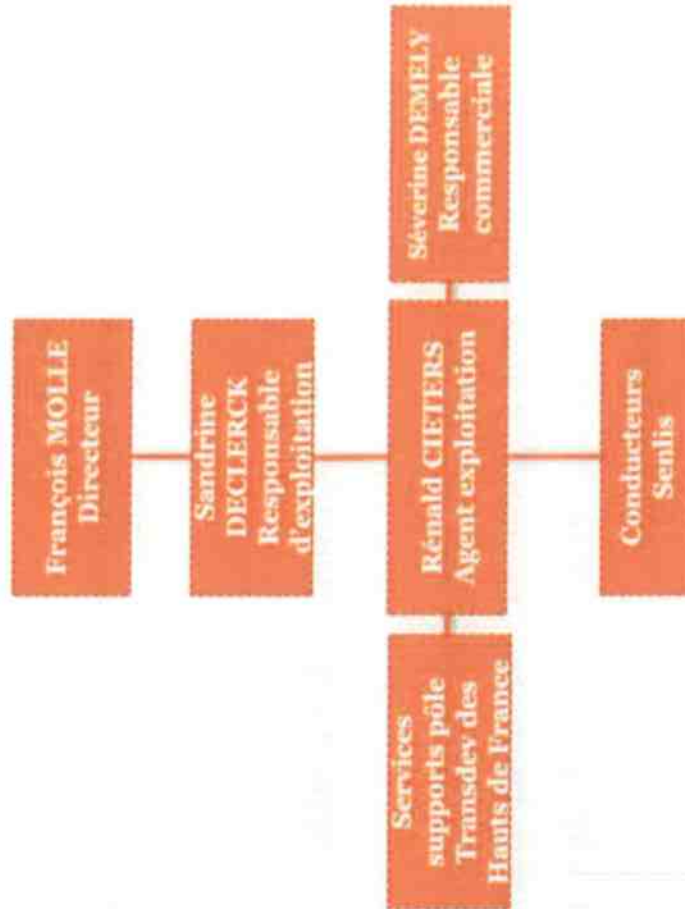 François MOLLE
Directeur
Sandrine
DECLERCK
Responsable
d'exploitation
Services
supports pôle
Transdev des
Hauts de France
Rénald CIETERS
Agent exploitation
Séverine DEMELY
Responsable
commerciale
Conducteurs
Senlis